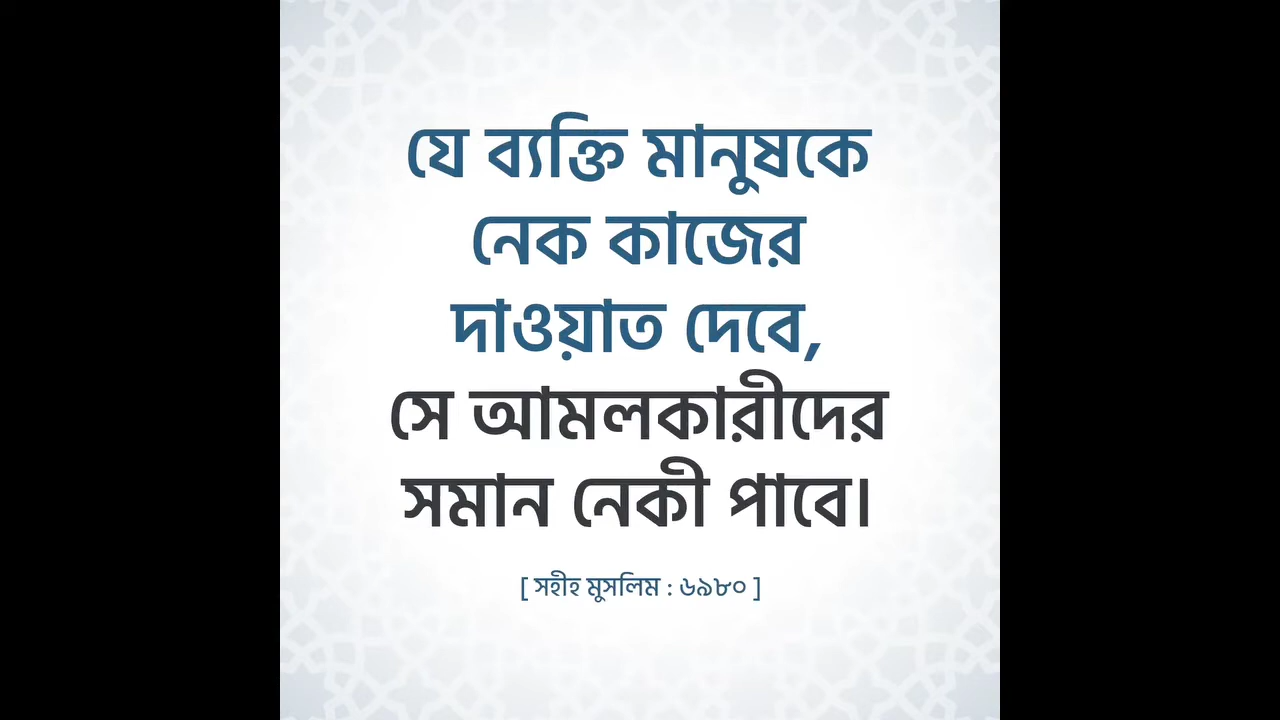 যে ব্যক্তি মানুষকে
নেক কাজের
দাওয়াত দেবে,
সে আমলকারীদের
সমান নেকী পাবে।
[ সহীহ মুসলিম : ৬৯৮০ ]